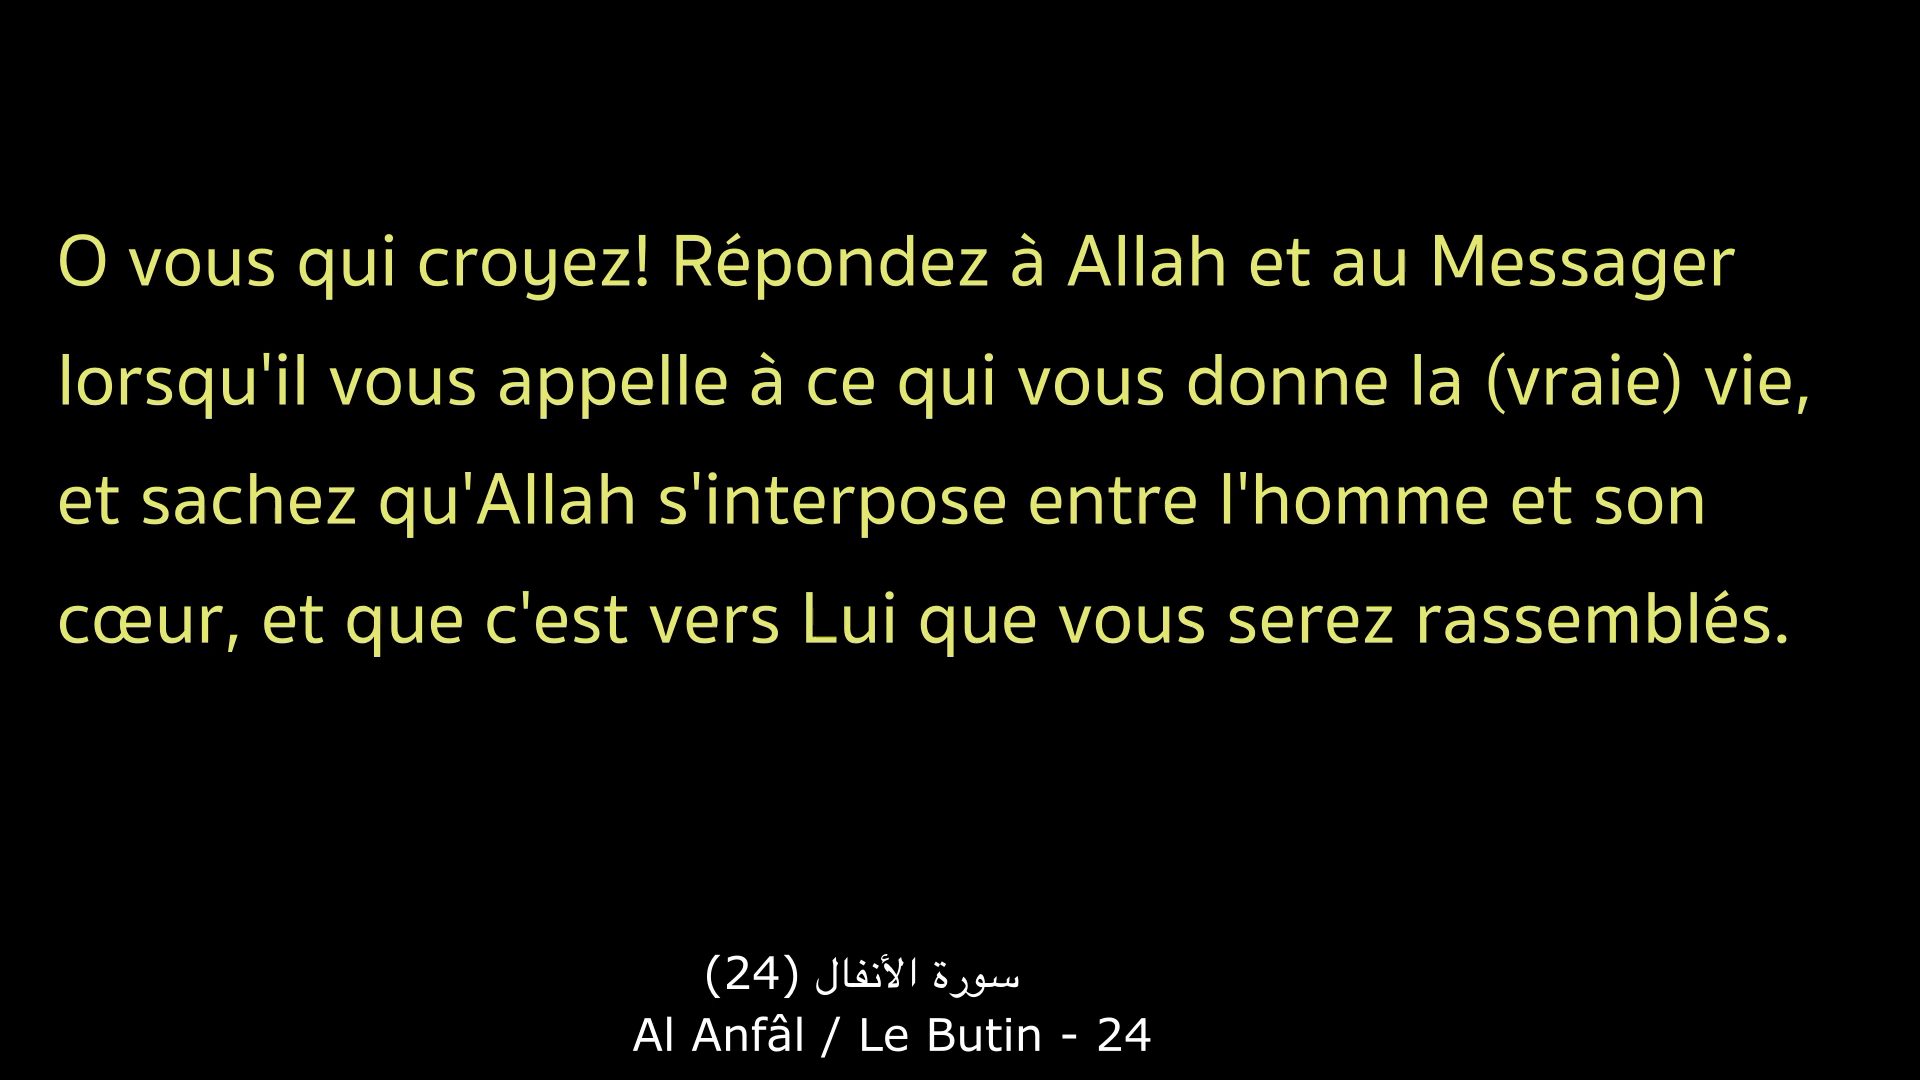 O vous qui croyez! Répondez à Allah et au Messager
lorsqu'il vous appelle à ce qui vous donne la (vraie) vie,
et sachez qu'Allah s'interpose entre l'homme et son
cœur, et que c'est vers Lui que vous serez rassemblés.
سورة الأنفال (24)
Al Anfâl / Le Butin - 24